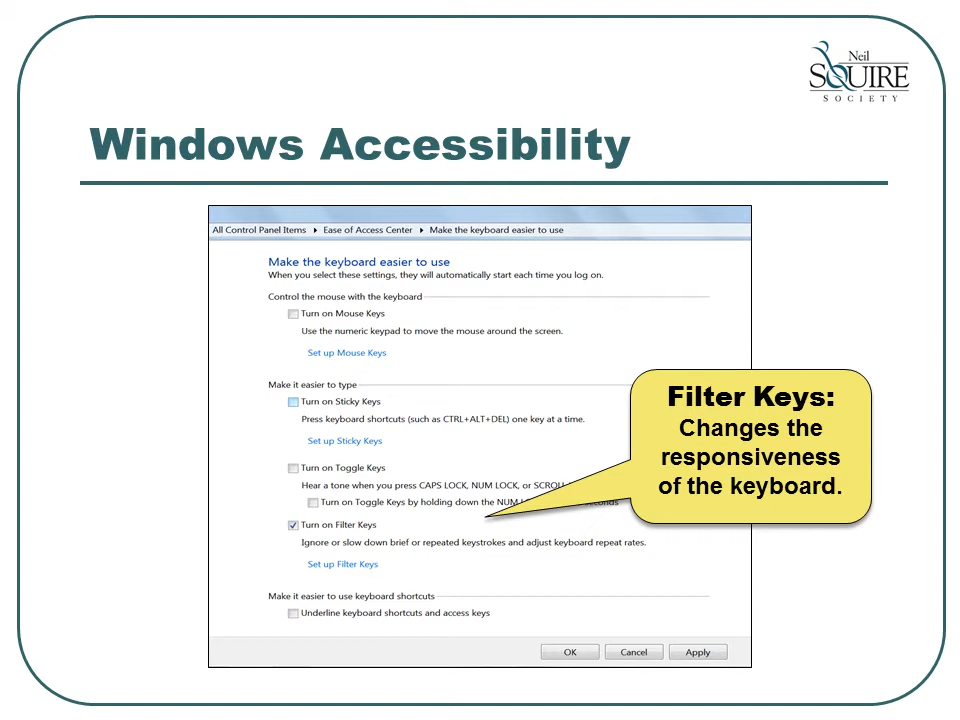 Neil
SQUIRE
SOCIETY
Windows Accessibility
All Control Panel Items Ease of Access Center Make the keyboard easier to use
Make the keyboard easier to use
When you select these settings, they will automatically start each time you log on.
Control the mouse with the keyboard
Turn on Mouse Keys
Use the numeric keypad to move the mouse around the screen.
Set up Mouse Keys
Make it easier to type
Turn on Sticky Keys
Press keyboard shortcuts (such as CTRL+ALT+DEL) one key at a time.
Set up Sticky Keys
Turn on Toggle Keys
Hear a tone when you press CAPS LOCK, NUM LOCK, or
Turn on Toggle Keys by holding down the
Turn on Filter Keys
Ignore or slow down brief or repeated keystrokes and adjust keyboard repeat rates.
Set up Filter Keys
Make it easier to use keyboard shortcuts
Underline keyboard shortcuts and access keys
OK Cancel Apply
Filter Keys:
Changes the
responsiveness
of the keyboard.